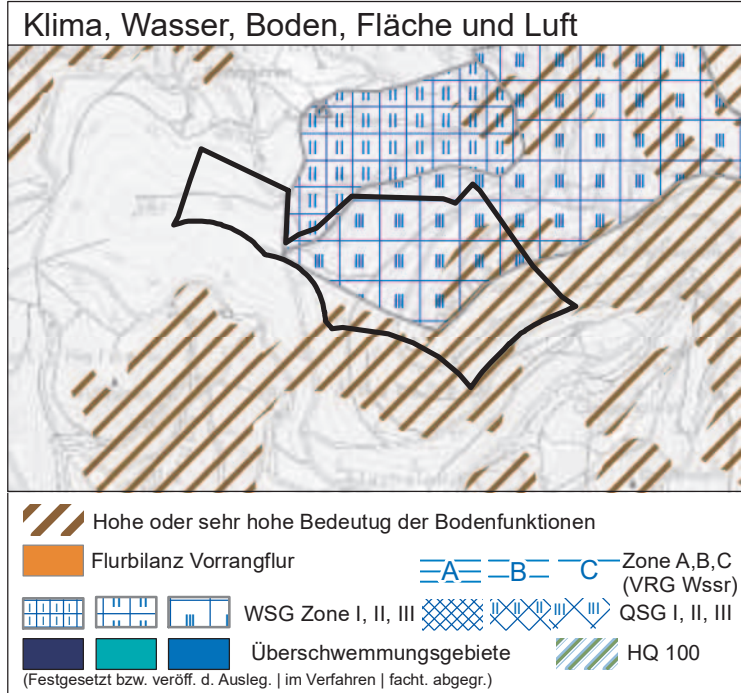 Klima, Wasser, Boden, Fläche und Luft
Hohe oder sehr hohe Bedeutug der Bodenfunktionen
Flurbilanz Vorrangflur
A B C Zone A,B,C
(VRG Wssr)
WSG Zone I, II, III
QSG I, II, III
Überschwemmungsgebiete
HQ 100
(Festgesetzt bzw. veröff. d. Ausleg. | im Verfahren | facht. abgegr.)